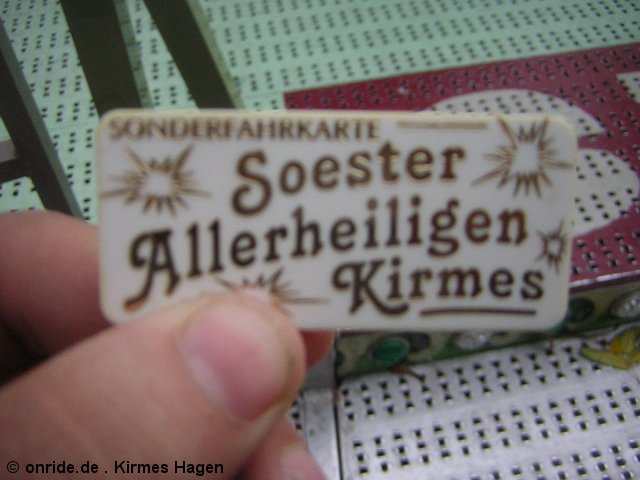 SONDERFAHRKARTE
Soester
Allerheiligen
Kirmes
© onride.de . Kirmes Hagen